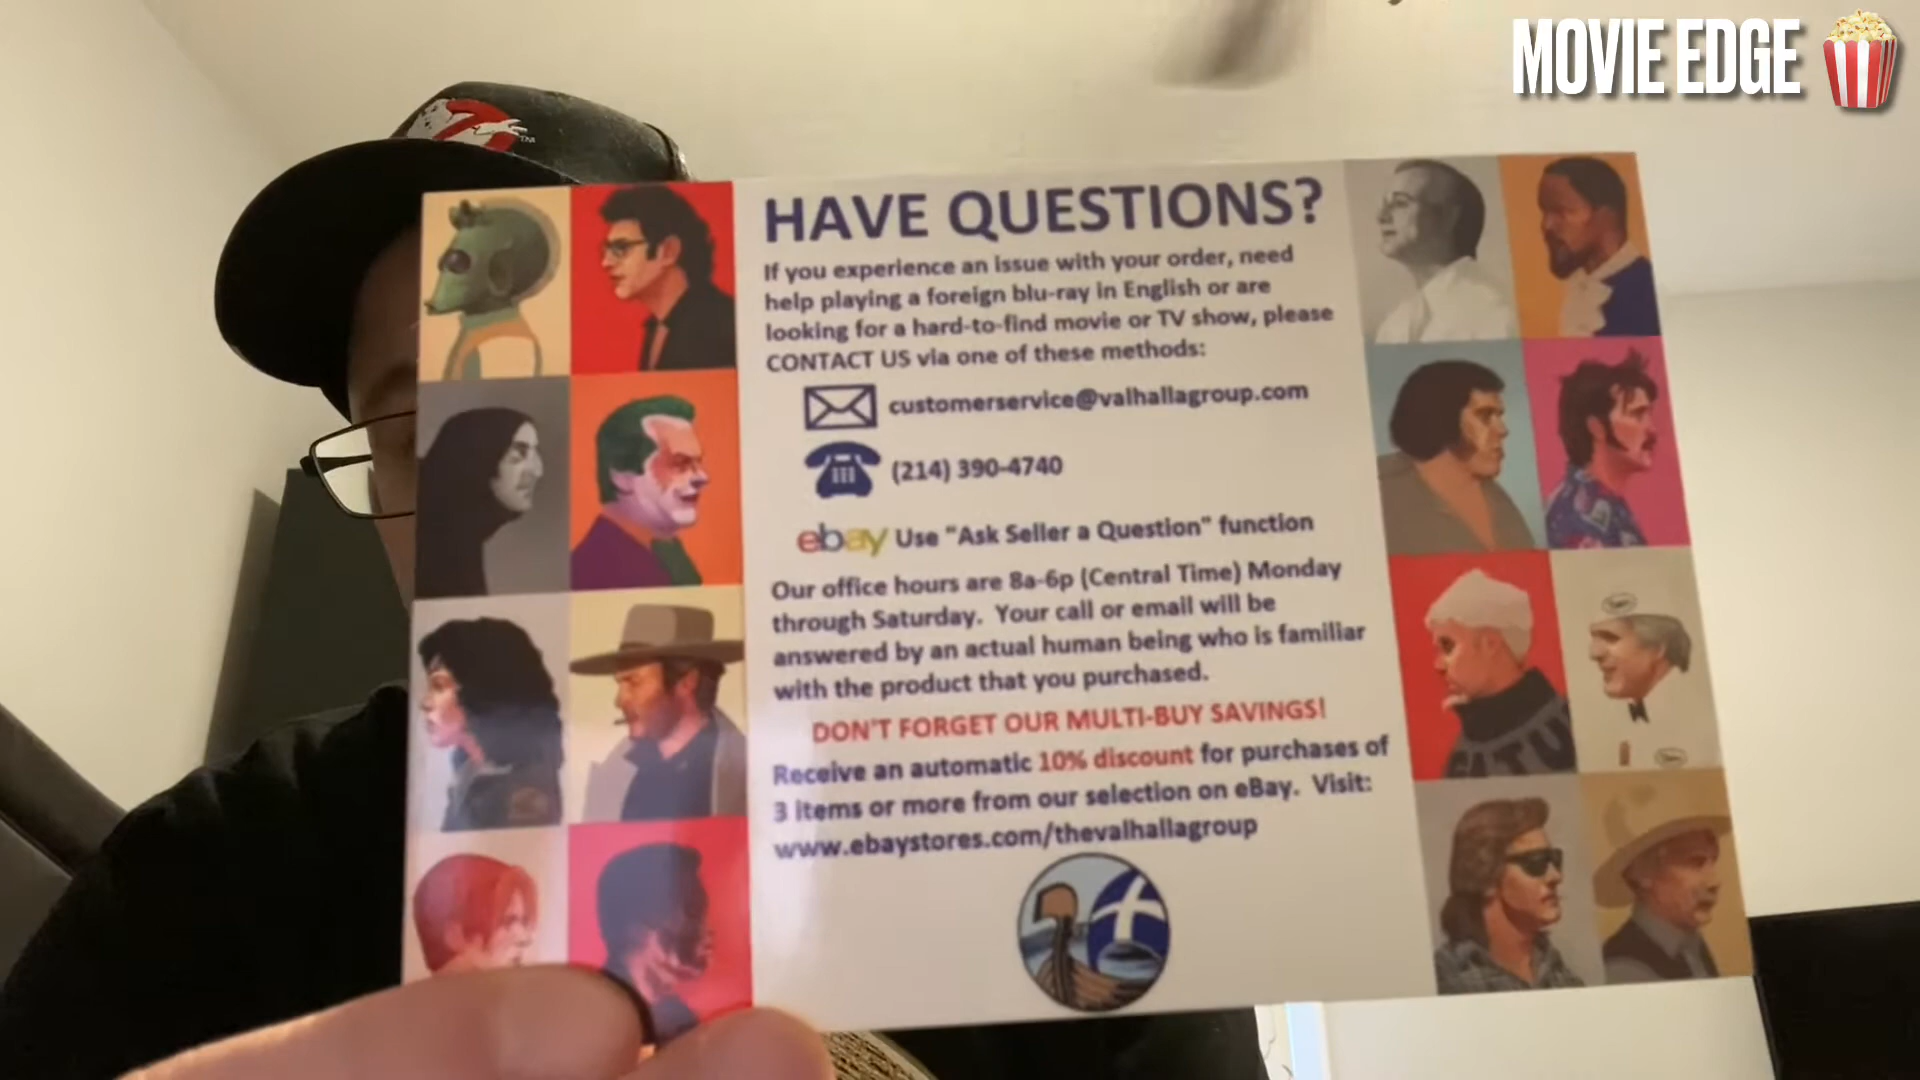 MOVIE EDGE
TM
HAVE QUESTIONS?
If you experience an issue with your order, need
help playing a foreign blu-ray in English or are
looking for a hard-to-find movie or TV show, please
CONTACT US via one of these methods:
customerservice@valhallagroup.com
(214) 390-4740
ebay Use "Ask Seller a Question" function
Our office hours are 8a-6p (Central Time) Monday
through Saturday. Your call or email will be
answered by an actual human being who is familiar
with the product that you purchased.
DON'T FORGET OUR MULTI-BUY SAVINGS!
Receive an automatic 10% discount for purchases of
3 items or more from our selection on eBay. Visit:
www.ebaystores.com/thevalhallagroup